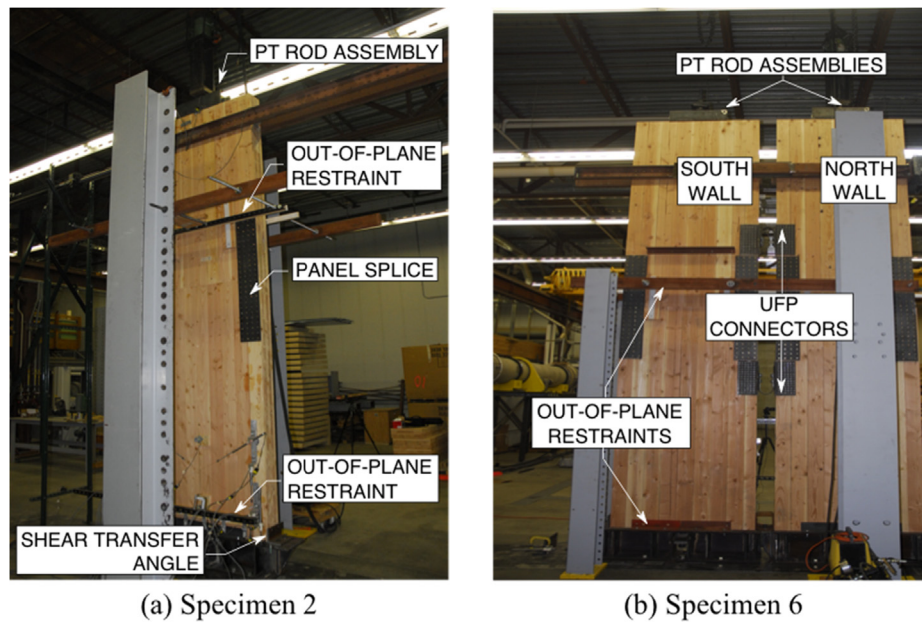 PT ROD ASSEMBLY
OUT-OF-PLANE
RESTRAINT
PANEL SPLICE
OUT-OF-PLANE
RESTRAINT
SHEAR TRANSFER
ANGLE
(a) Specimen 2
PT ROD ASSEMBLIES
SOUTH
WALL
NORTH
WALL
UFP
CONNECTORS
OUT-OF-PLANE
RESTRAINTS
(b) Specimen 6